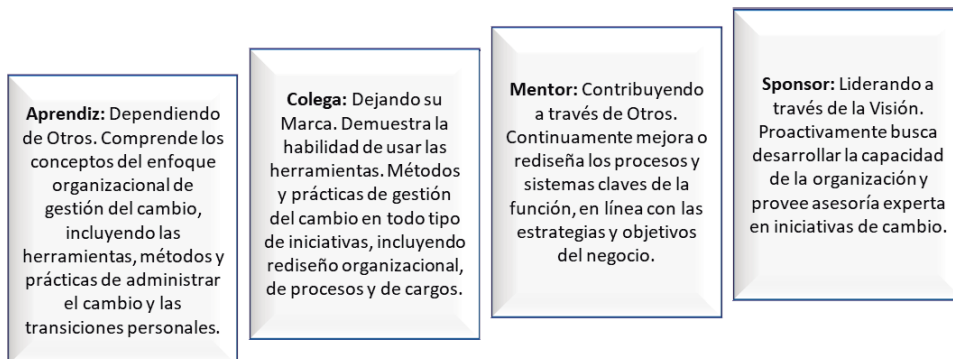 Aprendiz: Dependiendo
de Otros. Comprende los
conceptos del enfoque
organizacional de
gestión del cambio,
incluyendo las
herramientas, métodos y
prácticas de administrar
el cambio y las
transiciones personales.
Colega: Dejando su
Marca. Demuestra la
habilidad de usar las
herramientas. Métodos
y prácticas de gestión
del cambio en todo tipo
de iniciativas, incluyendo
rediseño organizacional,
de procesos y de cargos.
Mentor: Contribuyendo
a través de Otros.
Continuamente mejora o
rediseña los procesos y
sistemas claves de la
función, en línea con las
estrategias y objetivos
del negocio.
Sponsor: Liderando a
través de la Visión.
Proactivamente busca
desarrollar la capacidad
de la organización y
provee asesoría experta
en iniciativas de cambio.